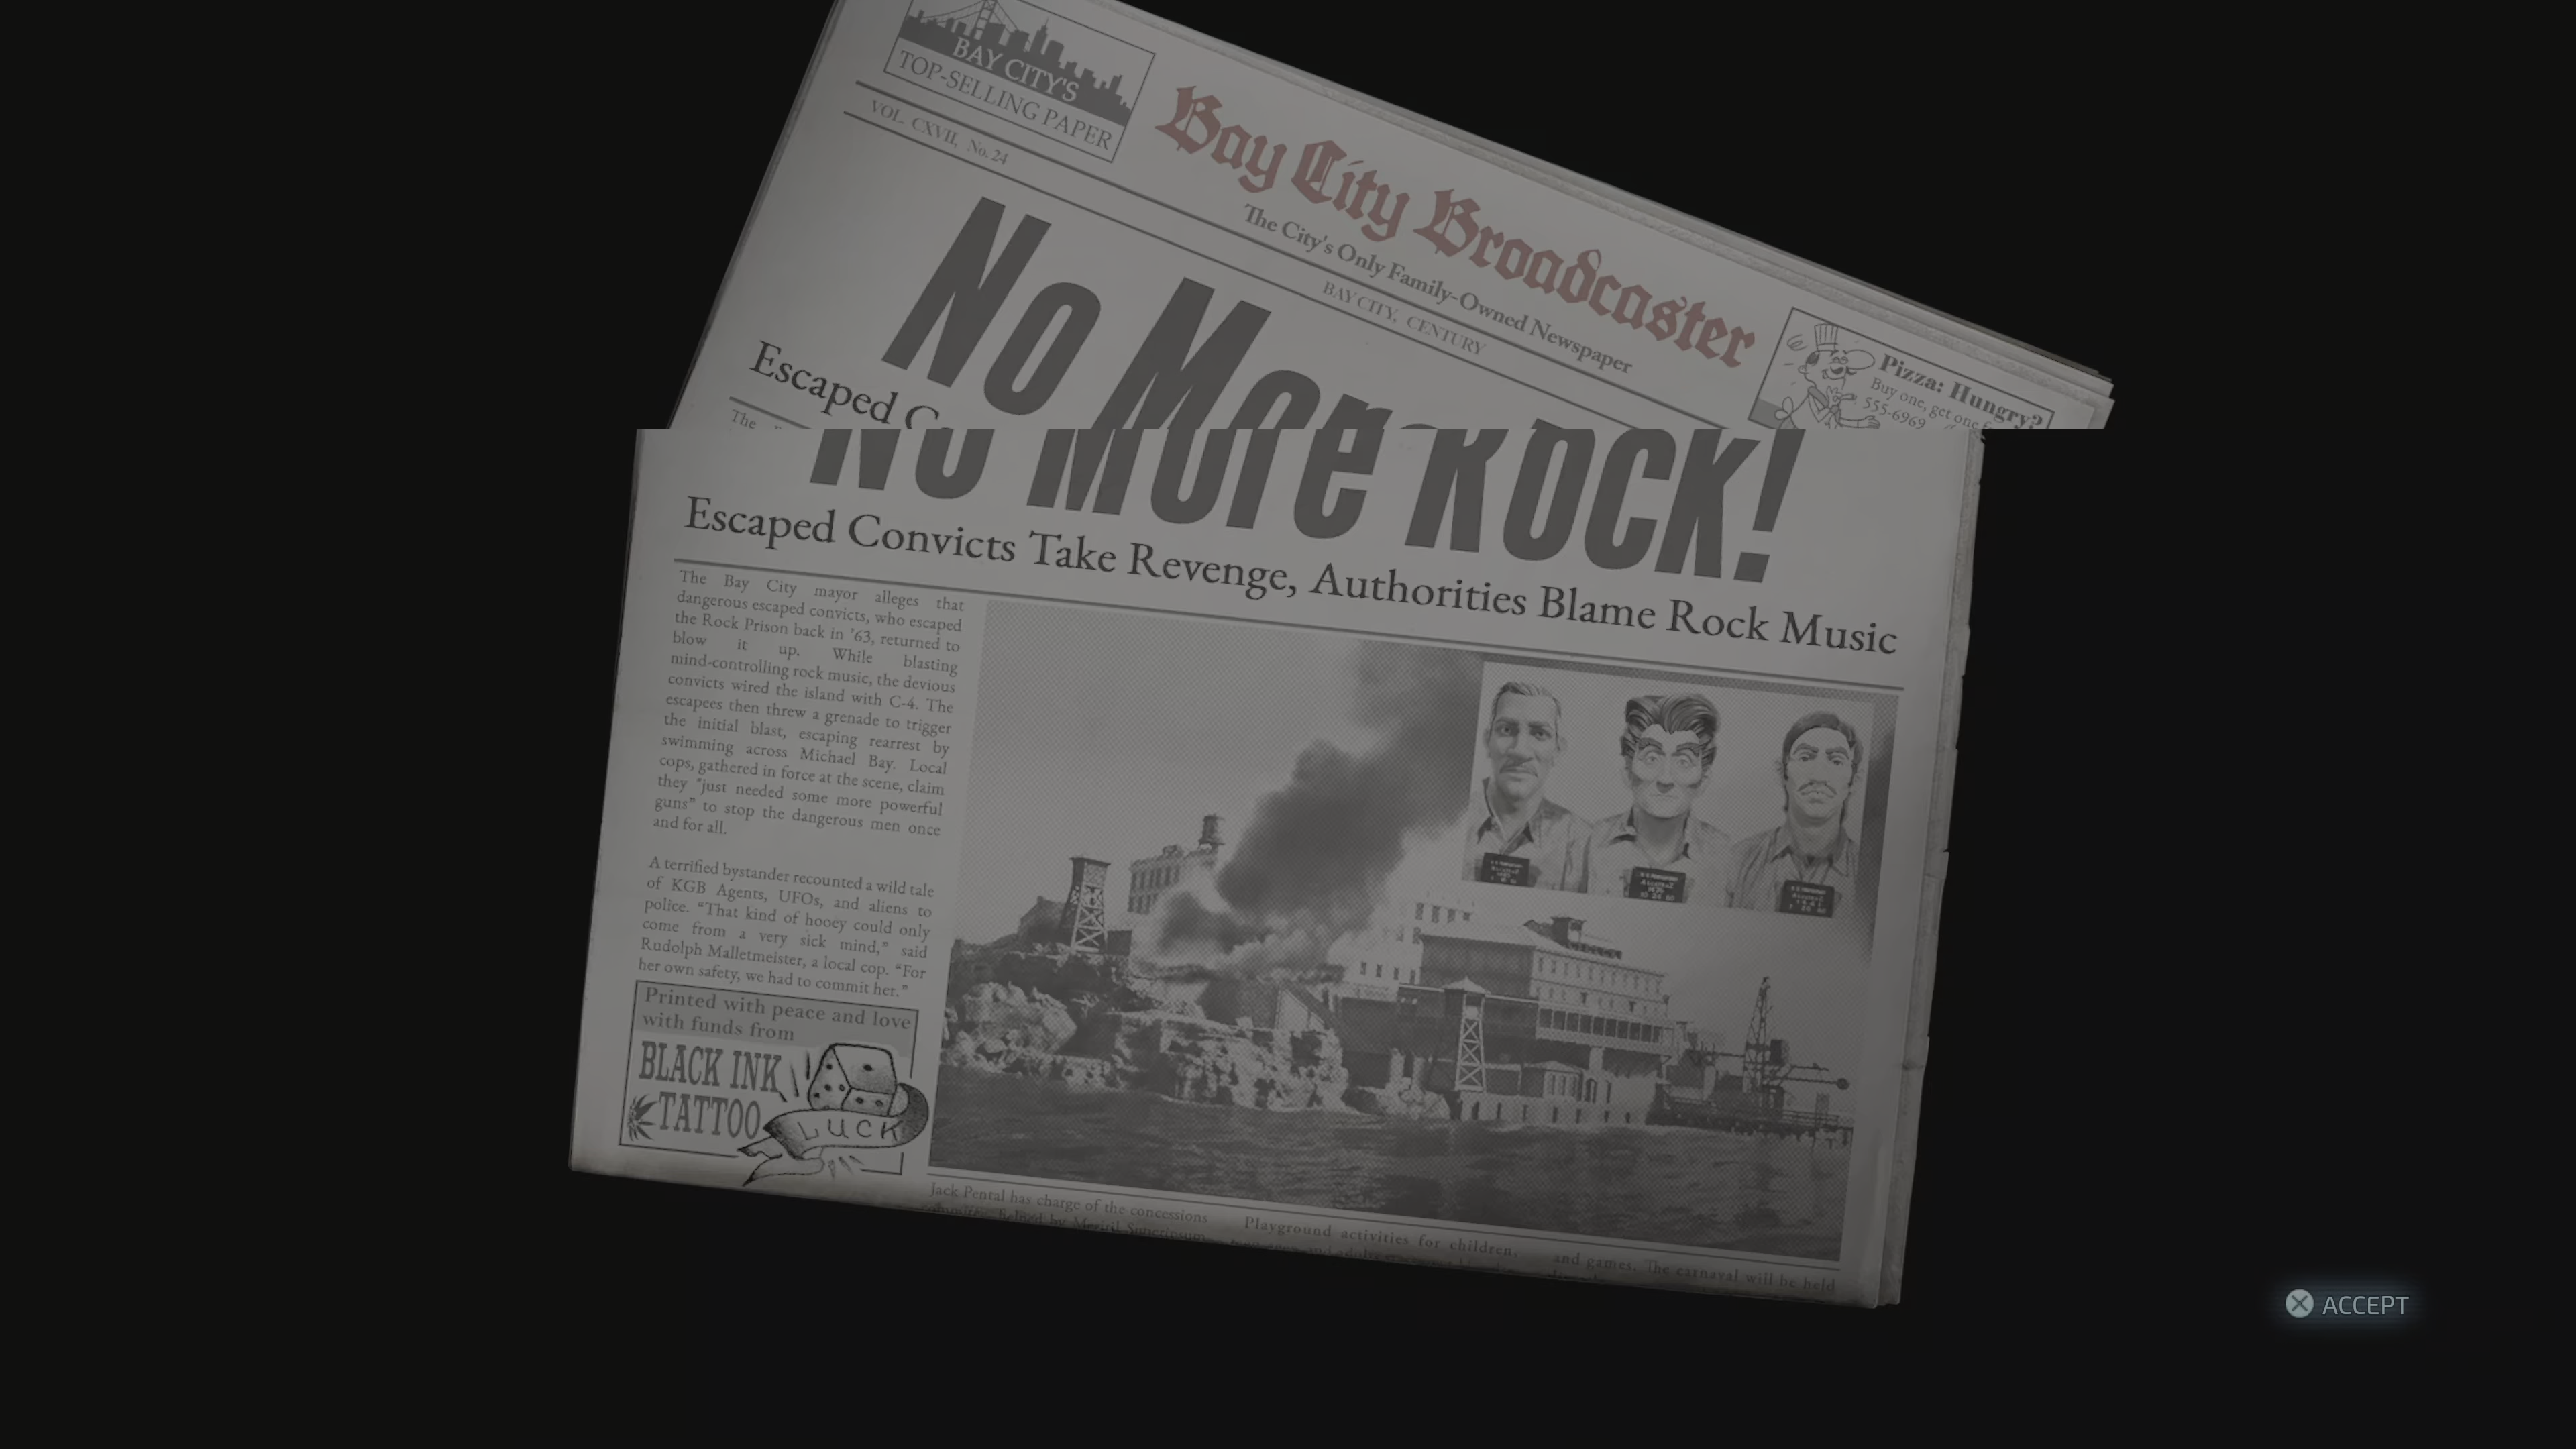 BAY CITY'S
TOP-SELLING PAPER
Bay City Broadcaster
The City's Only Family-Owned Newspaper
VOL. CXVII, No. 24
BAY CITY, CENTURY
Pizza: Hungry?
Buy one, get one
555-6969
No More
Escaped
The
No More ROCK!
Escaped Convicts Take Revenge, Authorities Blame Rock Music
The Bay City mayor alleges that
dangerous escaped convicts, who escaped
the Rock Prison back in '63, returned to
blow it up. While blasting
mind-controlling rock music, the devious
convicts wired the island with C-4. The
escapees then threw a grenade to trigger
the initial blast, escaping rearrest by
swimming across Michael Bay. Local
cops, gathered in force at the scene, claim
they "just needed some more powerful
guns" to stop the dangerous men once
and for all.
A terrified bystander recounted a wild tale
of KGB Agents, UFOs, and aliens to
police. "That kind of hooey could only
come from a very sick mind," said
Rudolph Malletmeister, a local cop. "For
her own safety, we had to commit her."
Printed with peace and love
with funds from
BLACK INK
TATTOO
LUCK
Jack Pental has charge of the concessions
helped by
Playground activities for children,
and adults
and games. The carnaval will be held
ACCEPT